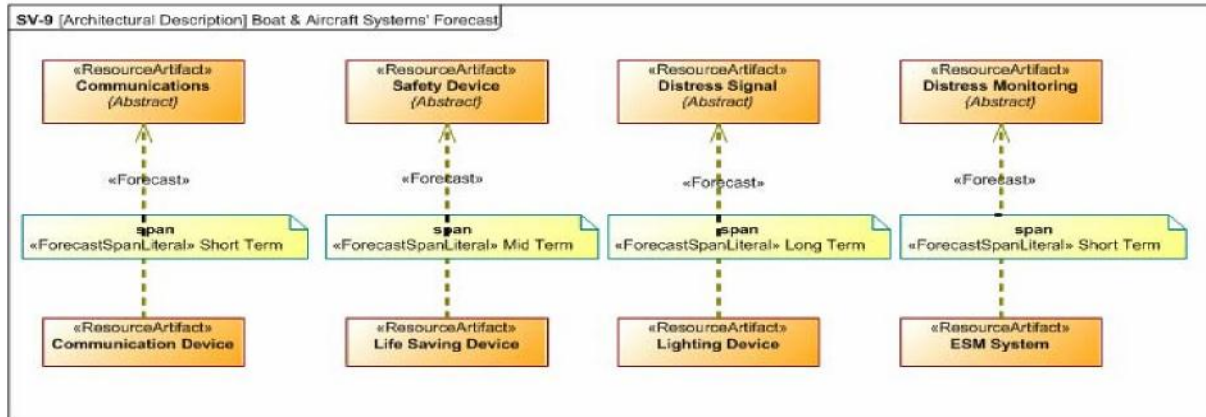 SV-9 [Architectural Description] Boat & Aircraft Systems' Forecast
«ResourceArtifact»
Communications
{Abstract}
«ResourceArtifact»
Safety Device
{Abstract}
«ResourceArtifact»
Distress Signal
{Abstract}
«ResourceArtifact»
Distress Monitoring
{Abstract}
«Forecast»
«Forecast»
«Forecast»
«Forecast»
span
«ForecastSpanLiteral» Short Term
span
«ForecastSpanLiteral» Mid Term
span
«ForecastSpanLiteral» Long Term
span
«ForecastSpanLiteral» Short Term
«ResourceArtifact»
Communication Device
«ResourceArtifact»
Life Saving Device
«ResourceArtifact»
Lighting Device
«ResourceArtifact»
ESM System